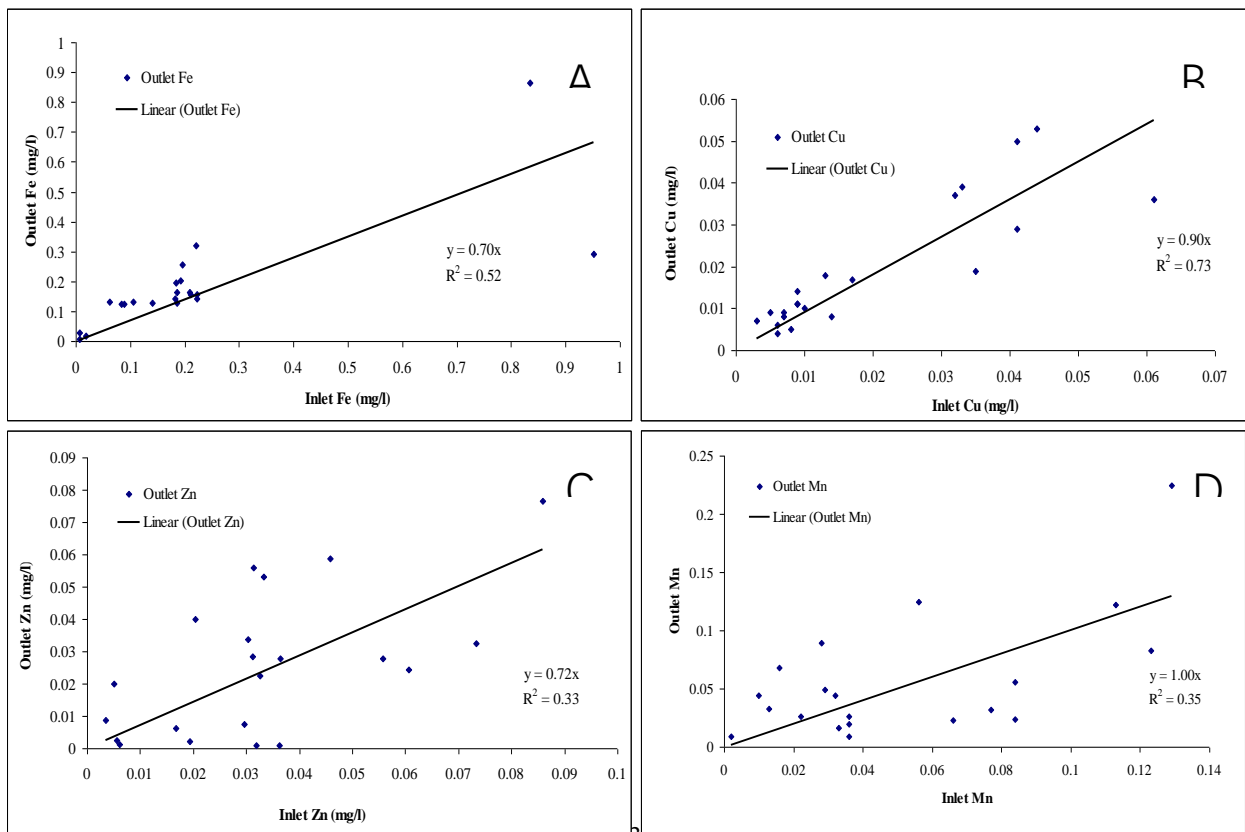 A
Outlet Fe
Linear (Outlet Fe)
1
0.9
0.8
0.7
0.6
0.5
0.4
0.3
0.2
0.1
0
Outlet Fe (mg/l)
y = 0.70x
R² = 0.52
0 0.1 0.2 0.3 0.4 0.5 0.6 0.7 0.8 0.9 1
Inlet Fe (mg/l)
B
Outlet Cu
Linear (Outlet Cu )
0.06
0.05
0.04
0.03
0.02
0.01
0
Outlet Cu (mg/l)
y = 0.90x
R² = 0.73
0 0.01 0.02 0.03 0.04 0.05 0.06 0.07
Inlet Cu (mg/l)
C
Outlet Zn
Linear (Outlet Zn)
0.09
0.08
0.07
0.06
0.05
0.04
0.03
0.02
0.01
0
Outlet Zn (mg/l)
y = 0.72x
R² = 0.33
0 0.01 0.02 0.03 0.04 0.05 0.06 0.07 0.08 0.09 0.1
Inlet Zn (mg/l)
D
Outlet Mn
Linear (Outlet Mn)
0.25
0.2
0.15
0.1
0.05
0
Outlet Mn
y = 1.00x
R² = 0.35
0 0.02 0.04 0.06 0.08 0.1 0.12 0.14
Inlet Mn